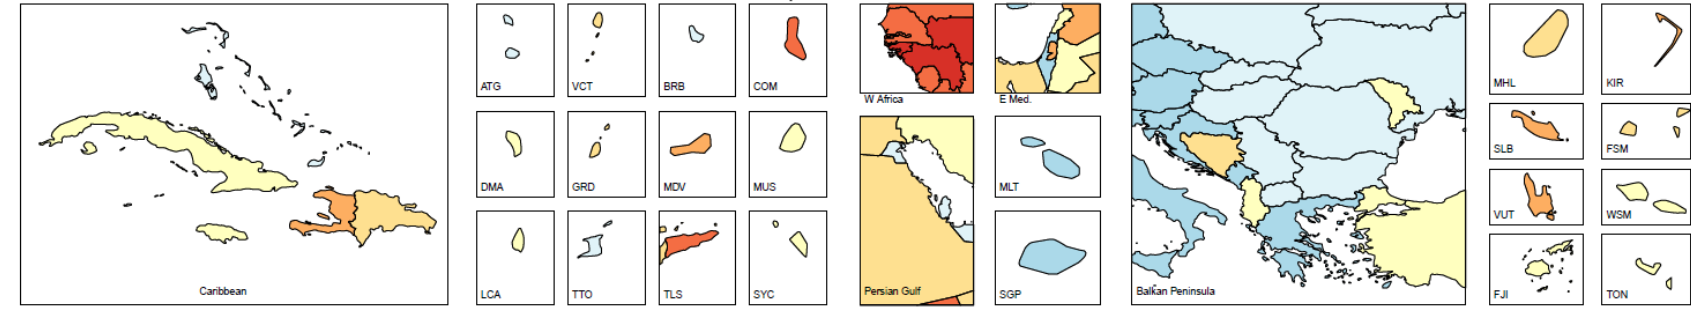 Caribbean
ATG
VCT
BRB
COM
DMA
GRD
MDV
MUS
LCA
TTO
TLS
SYC
W Africa
E Med.
Persian Gulf
MLT
SGP
Balkan Peninsula
MHL
KIR
SLB
FSM
VUT
WSM
FJI
TON